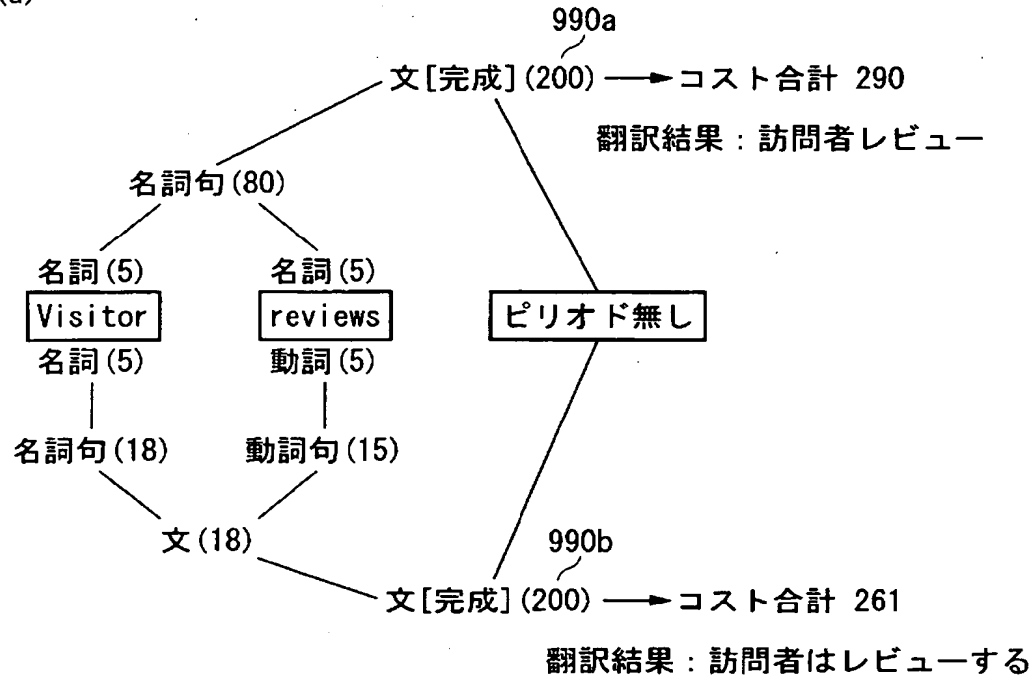 (a)
990a
文[完成](200) → コスト合計 290
翻訳結果：訪問者レビュー
名詞句(80)
名詞(5) 名詞(5)
Visitor reviews ピリオド無し
名詞(5) 動詞(5)
名詞句(18) 動詞句(15)
文(18)
990b
文[完成](200) → コスト合計 261
翻訳結果：訪問者はレビューする